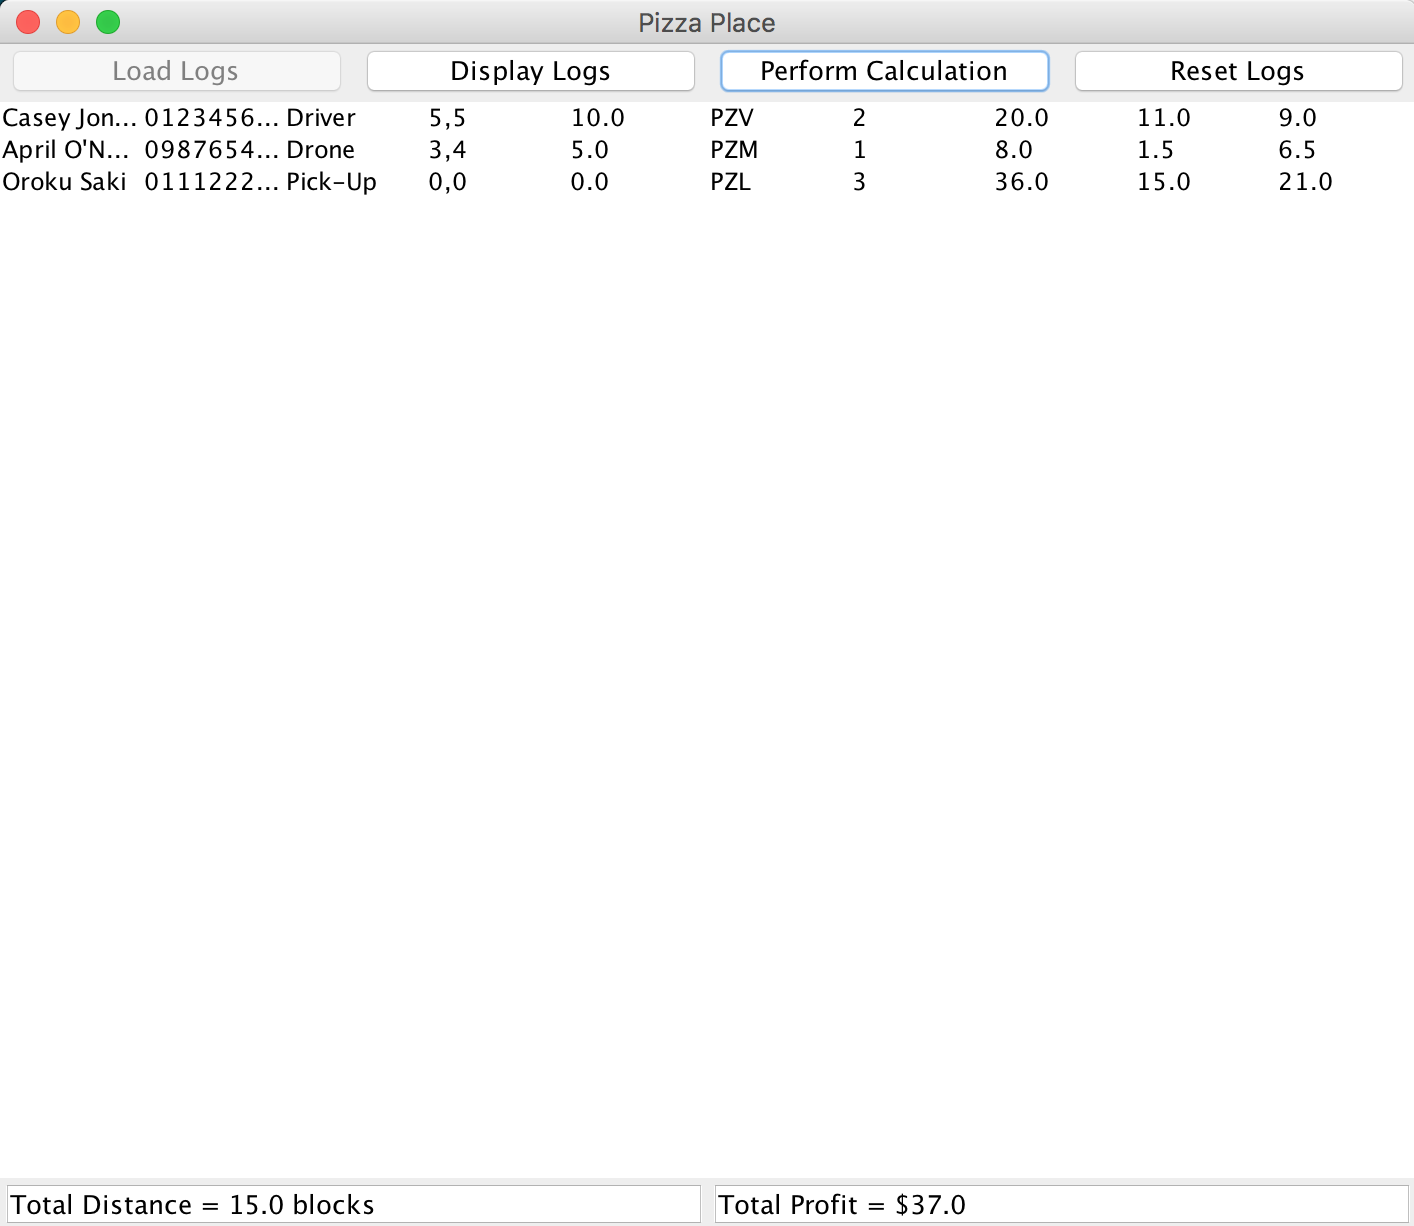 Pizza Place
Load Logs Display Logs Perform Calculation Reset Logs
Casey Jon... 0123456... Driver 5,5 10.0 PZV 2 20.0 11.0 9.0
April O'N... 0987654... Drone 3,4 5.0 PZM 1 8.0 1.5 6.5
Oroku Saki 0111222... Pick-Up 0,0 0.0 PZL 3 36.0 15.0 21.0
Total Distance = 15.0 blocks Total Profit = $37.0